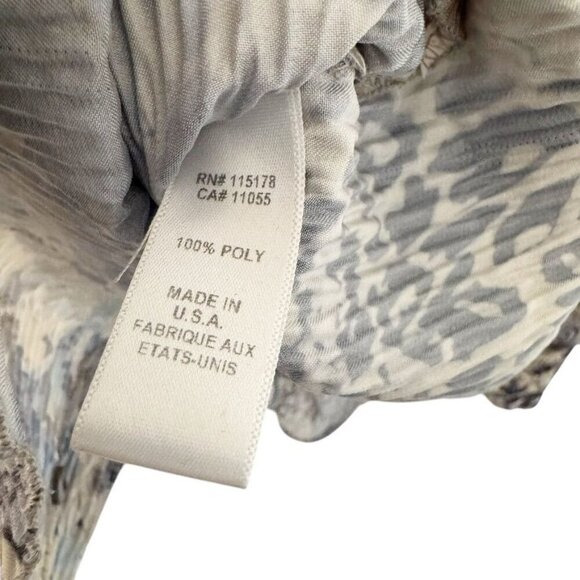 RN# 115178
CA# 11055
100% POLY
MADE IN
U.S.A.
FABRIQUE AUX
ETATS-UNIS